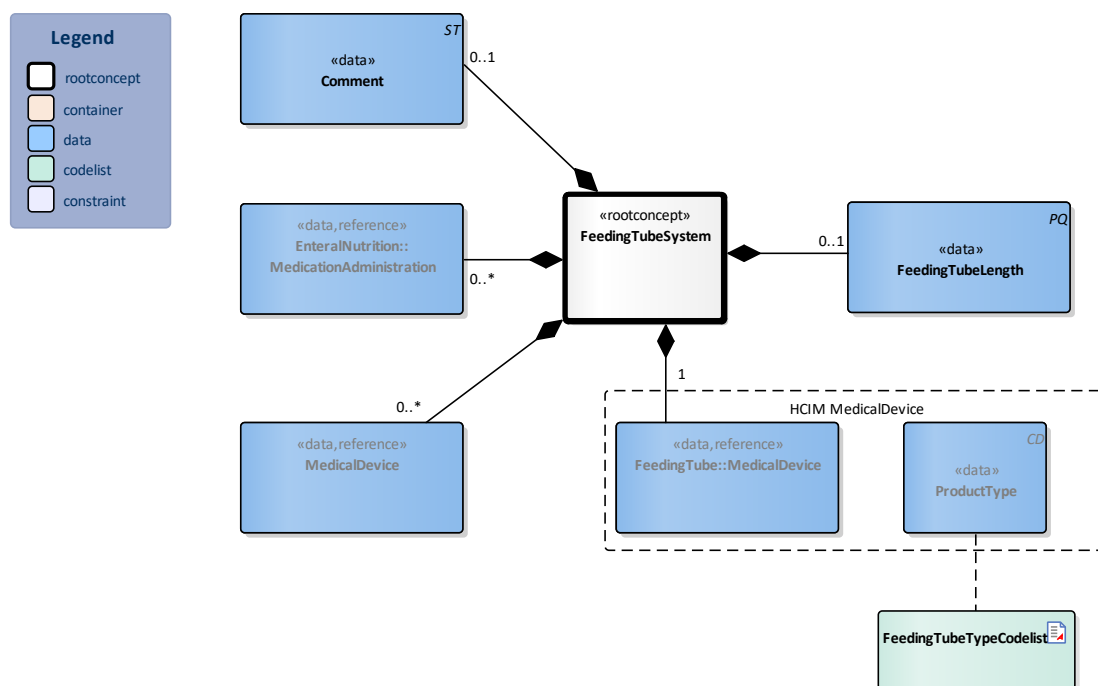 Legend
rootconcept
container
data
codelist
constraint
ST
«data»
Comment
0..1
«data,reference»
EnteralNutrition::
MedicationAdministration
0..*
«rootconcept»
FeedingTubeSystem
0..1
PQ
«data»
FeedingTubeLength
0..*
«data,reference»
MedicalDevice
1
HCIM MedicalDevice
«data,reference»
FeedingTube::MedicalDevice
CD
«data»
ProductType
FeedingTubeTypeCodelist